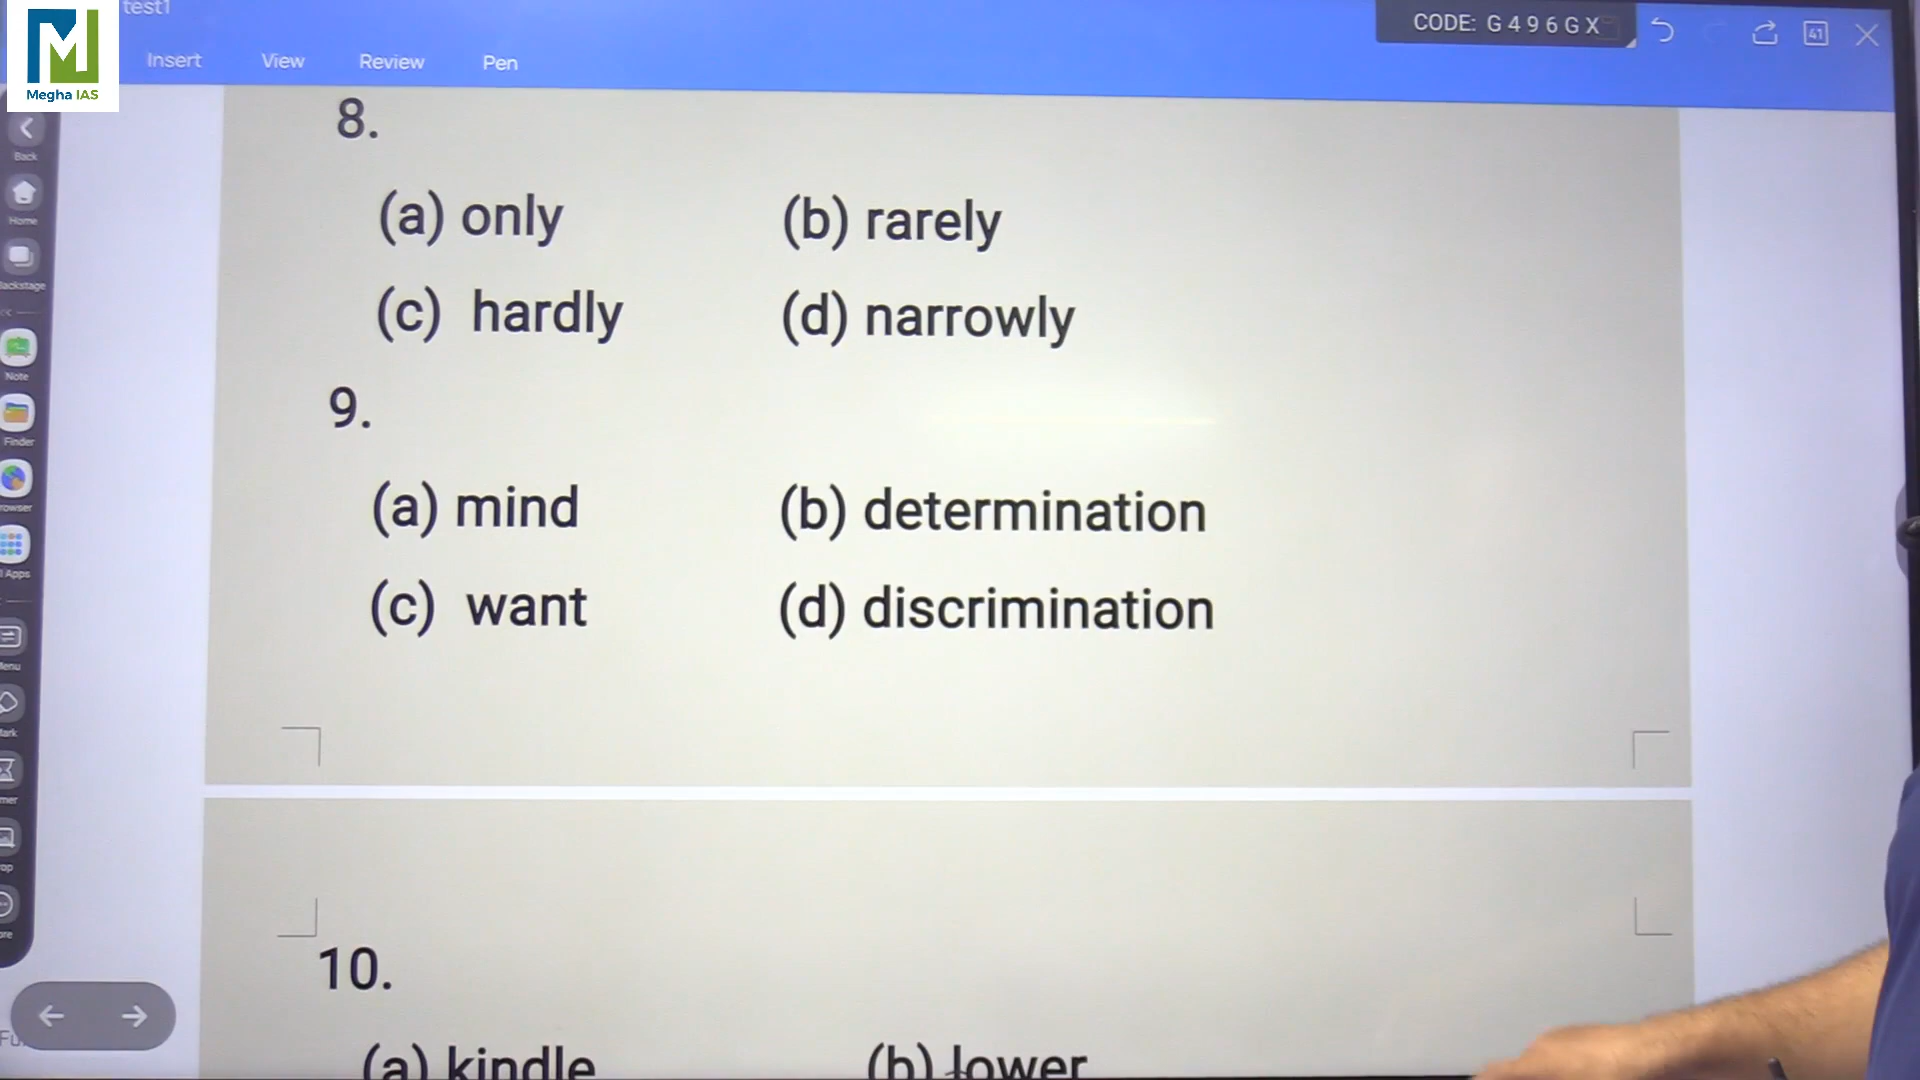 test1
CODE: G496GX
41
Megha IAS
Insert View Review Pen
Back
Home
Note
Finder
Apps
8.
(a) only (b) rarely
(c) hardly (d) narrowly
9.
(a) mind (b) determination
(c) want (d) discrimination
10.
(a) kindle (b) lower